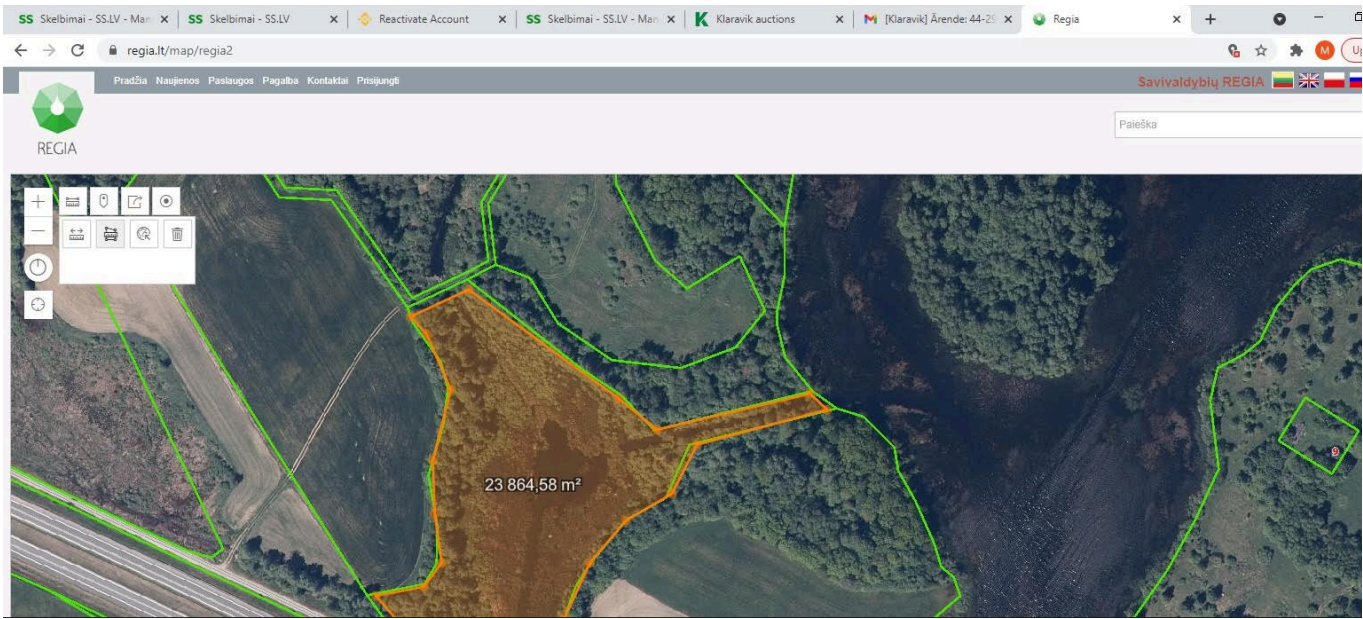 SS Skelbimai - SS.LV - Man
SS Skelbimai - SS.LV
Reactivate Account
SS Skelbimai - SS.LV - Man
K Klaravik auctions
[Klaravik] Ärende: 44-29
Regia
regia.lt/map/regia2
M
Up
Pradžia Naujienos Paslaugos Pagalba Kontaktai Prisijungti
Savivaldybių REGIA
REGIA
Paieška
23 864,58 m²
9